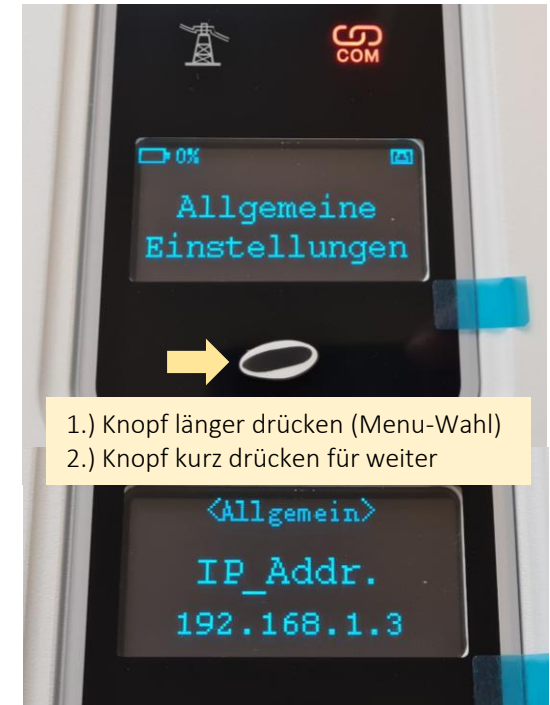 COM
0%
Allgemeine
Einstellungen
1.) Knopf länger drücken (Menu-Wahl)
2.) Knopf kurz drücken für weiter
<Allgemein>
IP_Addr.
192.168.1.3